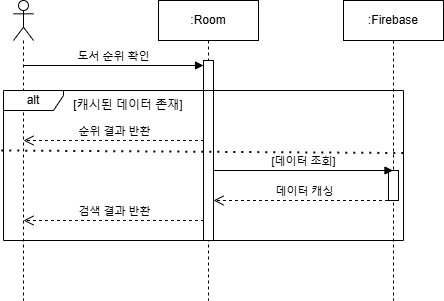 :Room
:Firebase
도서 순위 확인
alt
[캐시된 데이터 존재]
순위 결과 반환
[데이터 조회]
데이터 캐싱
검색 결과 반환